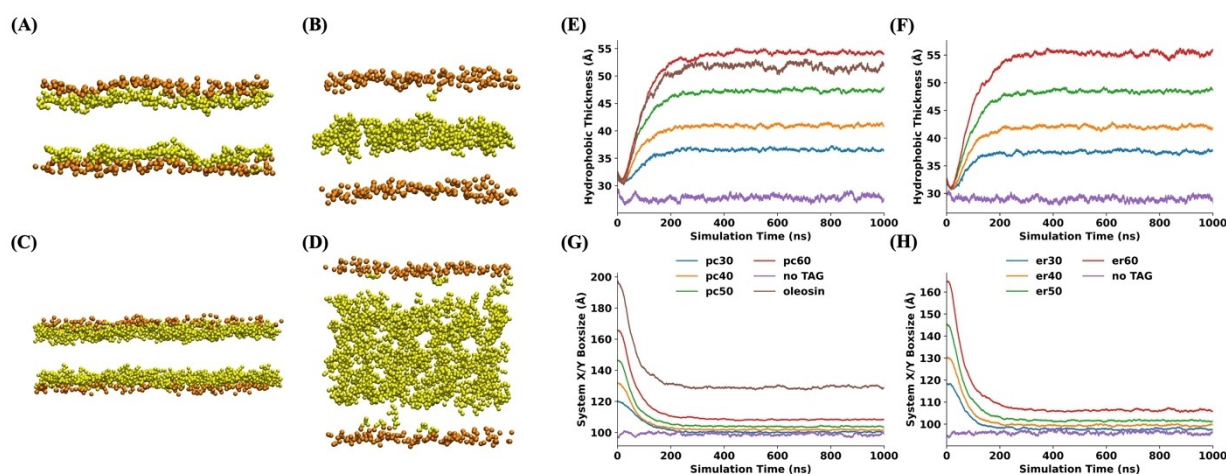 (A)
(B)
(C)
(D)
(E)
Hydrophobic Thickness (Å)
55
50
45
40
35
30
0 200 400 600 800 1000
Simulation Time (ns)
(F)
Hydrophobic Thickness (Å)
55
50
45
40
35
30
0 200 400 600 800 1000
Simulation Time (ns)
(G)
pc30 pc60
pc40 no TAG
pc50 oleosin
System X/Y Boxsize (Å)
200
180
160
140
120
100
0 200 400 600 800 1000
Simulation Time (ns)
(H)
er30 er60
er40 no TAG
er50
System X/Y Boxsize (Å)
160
150
140
130
120
110
100
0 200 400 600 800 1000
Simulation Time (ns)